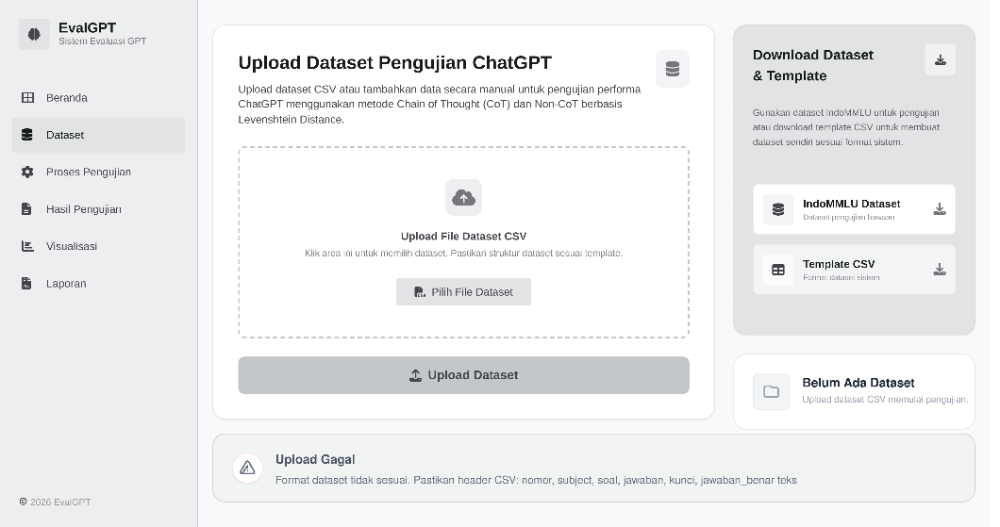 EvalGPT
Sistem Evaluasi GPT
Beranda
Dataset
Proses Pengujian
Hasil Pengujian
Visualisasi
Laporan
© 2026 EvalGPT
Upload Dataset Pengujian ChatGPT
Upload dataset CSV atau tambahkan data secara manual untuk pengujian performa
ChatGPT menggunakan metode Chain of Thought (CoT) dan Non-CoT berbasis
Levenshtein Distance.
Upload File Dataset CSV
Klik area ini untuk memilih dataset. Pastikan struktur dataset sesuai template.
Pilih File Dataset
Upload Dataset
Download Dataset
& Template
Gunakan dataset IndoMMLU untuk pengujian
atau download template CSV untuk membuat
dataset sendiri sesuai format sistem.
IndoMMLU Dataset
Dataset pengujian bawaan
Template CSV
Format dataset sistem
Belum Ada Dataset
Upload dataset CSV memulai pengujian.
Upload Gagal
Format dataset tidak sesuai. Pastikan header CSV: nomor, subject, soal, jawaban, kunci, jawaban_benar teks